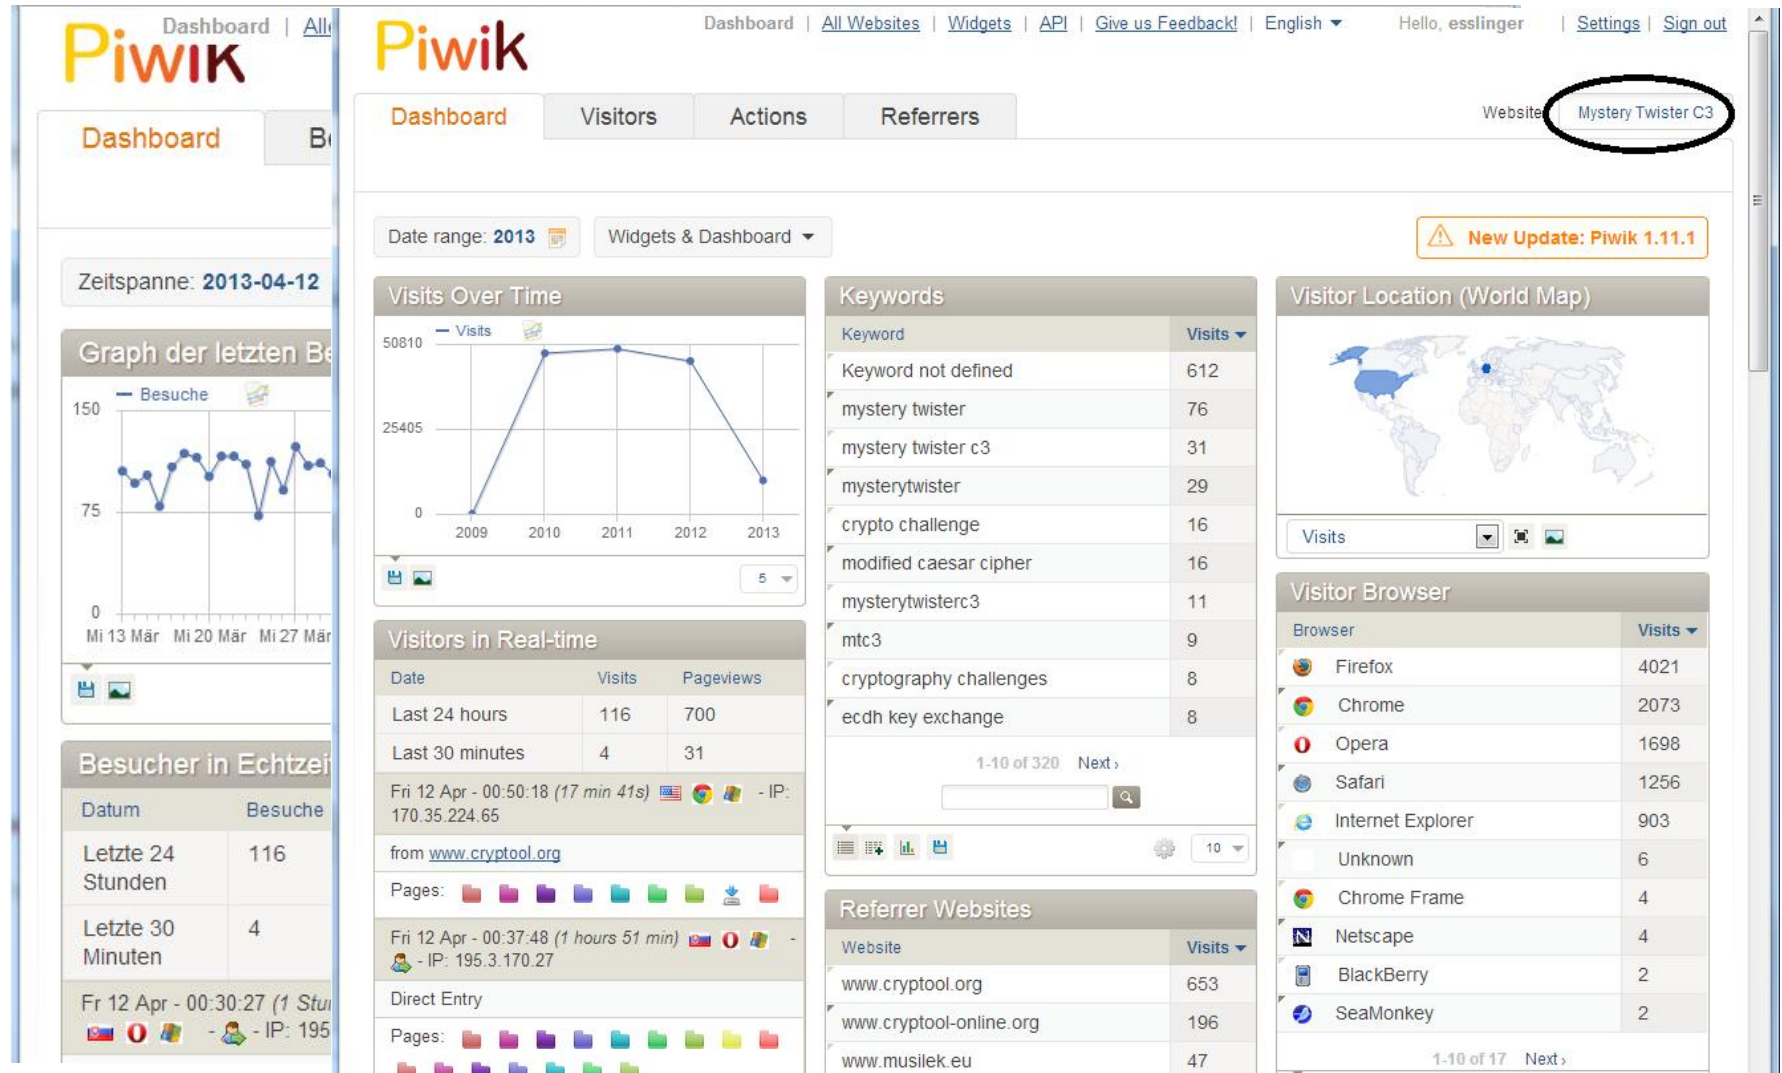 Dashboard | Alle
Piwik
Dashboard Be
Zeitspanne: 2013-04-12
Graph der letzten Be
Besuche
150
75
0
Mi 13 Mär Mi 20 Mär Mi 27 Mär
Besucher in Echtzei
Datum Besuche
Letzte 24 116
Stunden
Letzte 30 4
Minuten
Fr 12 Apr - 00:30:27 (1 Stu
- - IP: 195
Dashboard | All Websites | Widgets | API | Give us Feedback! | English Hello, esslinger | Settings | Sign out
Piwik
Dashboard Visitors Actions Referrers
Website Mystery Twister C3
Date range: 2013 Widgets & Dashboard
New Update: Piwik 1.11.1
Visits Over Time
Visits
50810
25405
0
2009 2010 2011 2012 2013
5
Visitors in Real-time
Date Visits Pageviews
Last 24 hours 116 700
Last 30 minutes 4 31
Fri 12 Apr - 00:50:18 (17 min 41s) - IP:
170.35.224.65
from www.cryptool.org
Pages:
Fri 12 Apr - 00:37:48 (1 hours 51 min) -
- IP: 195.3.170.27
Direct Entry
Pages:
Keywords
Keyword Visits
Keyword not defined 612
mystery twister 76
mystery twister c3 31
mysterytwister 29
crypto challenge 16
modified caesar cipher 16
mysterytwisterc3 11
mtc3 9
cryptography challenges 8
ecdh key exchange 8
1-10 of 320 Next ›
10
Referrer Websites
Website Visits
www.cryptool.org 653
www.cryptool-online.org 196
www.musilek.eu 47
Visitor Location (World Map)
Visits
Visitor Browser
Browser Visits
Firefox 4021
Chrome 2073
Opera 1698
Safari 1256
Internet Explorer 903
Unknown 6
Chrome Frame 4
Netscape 4
BlackBerry 2
SeaMonkey 2
1-10 of 17 Next ›